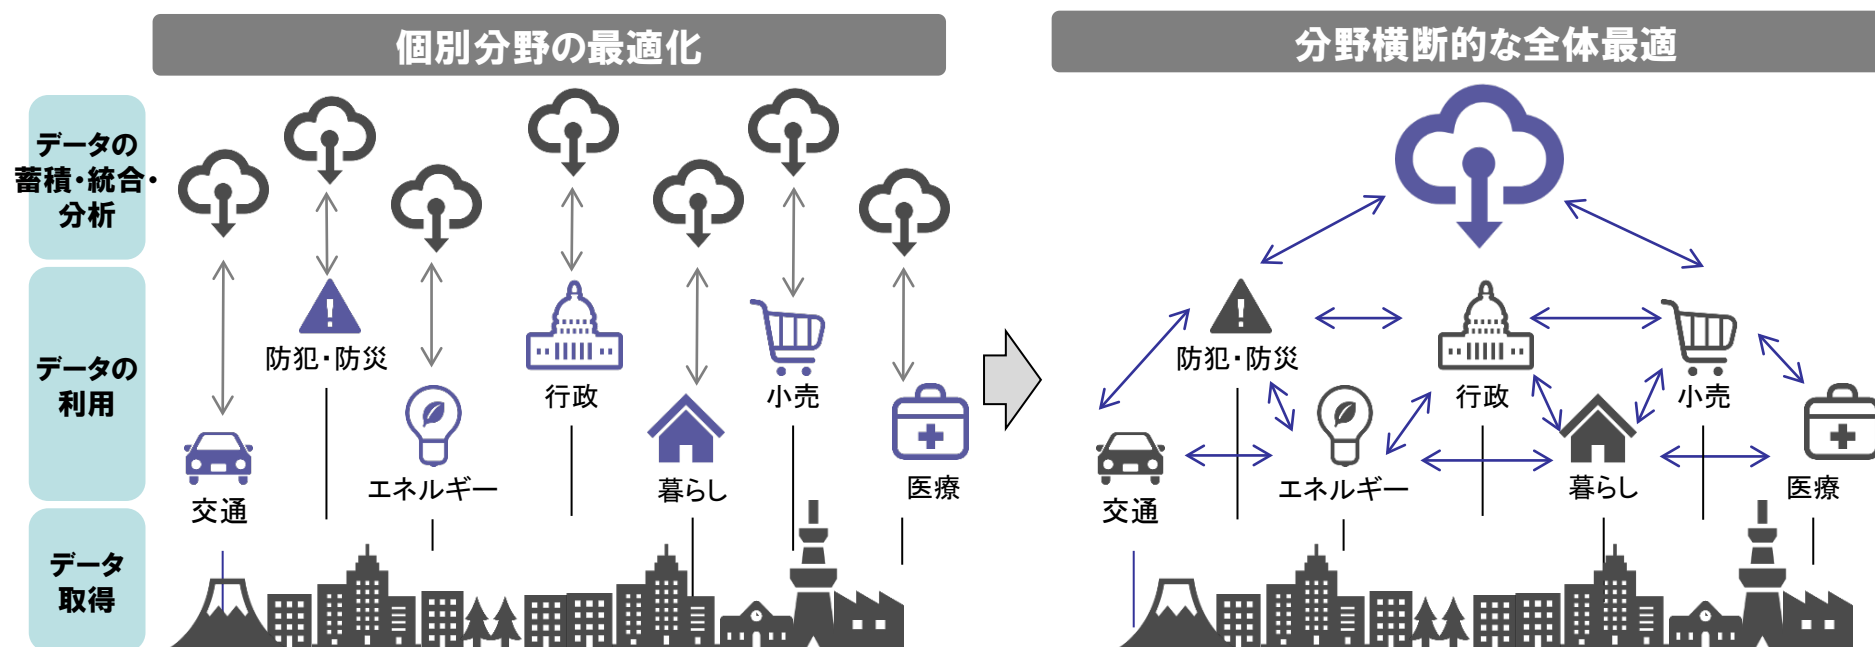 個別分野の最適化
分野横断的な全体最適
データの
蓄積・統合・
分析
データの
利用
データ
取得
防犯・防災
行政
小売
エネルギー
暮らし
医療
交通
防犯・防災
行政
小売
エネルギー
暮らし
医療
交通